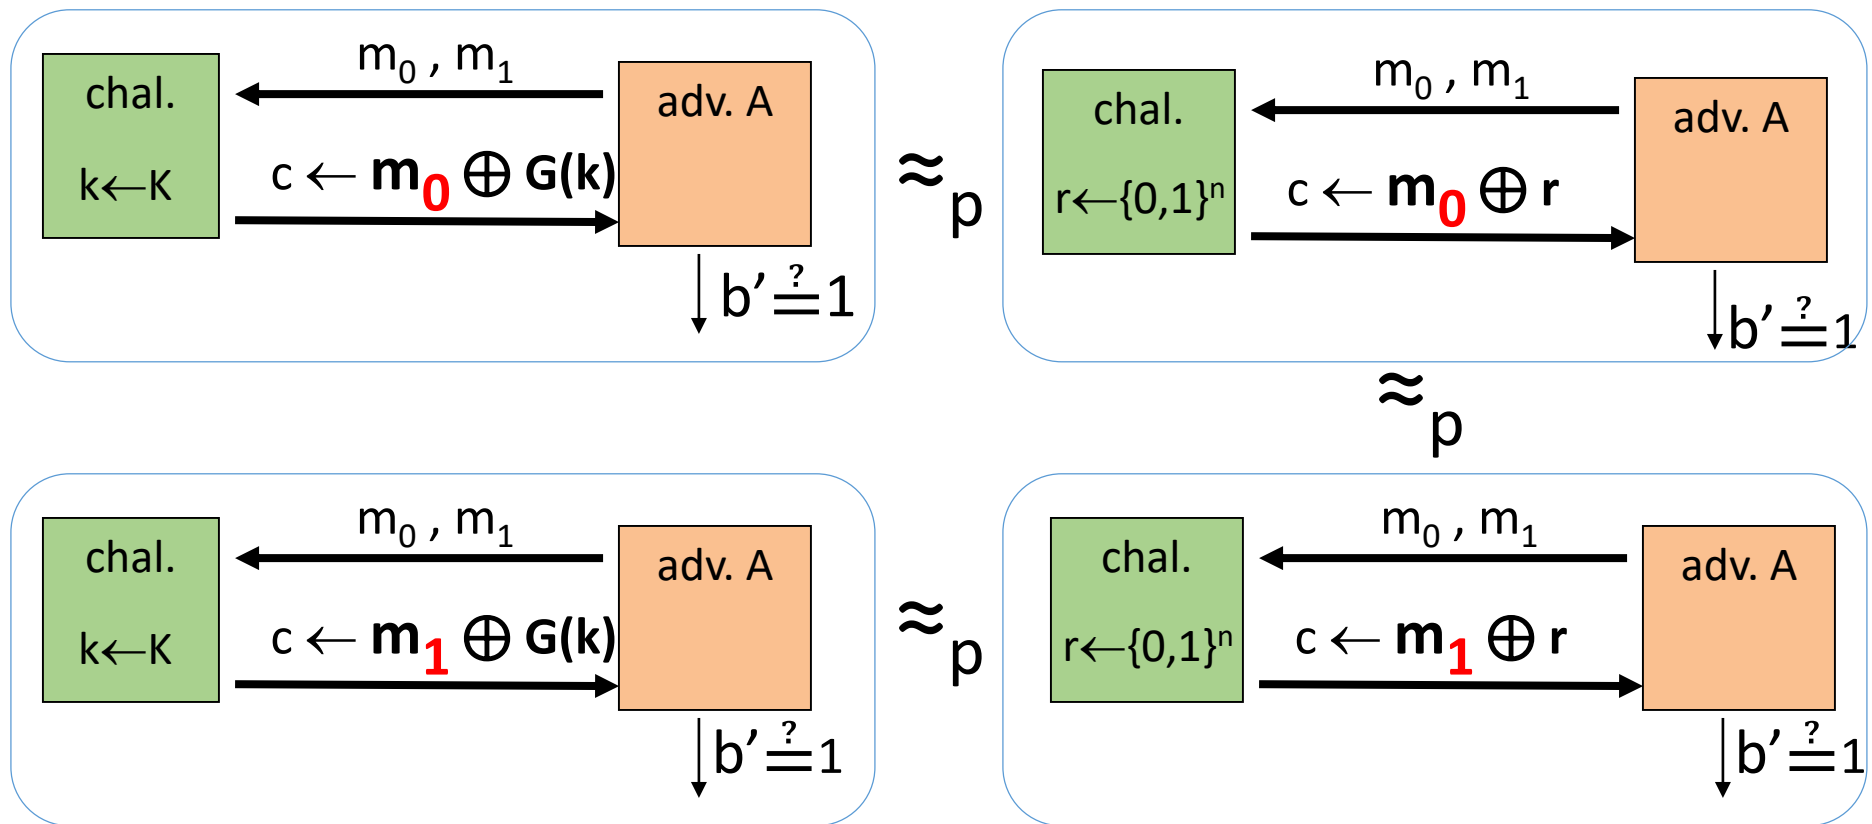 m₀ , m₁
chal.
adv. A
k←K
c ← m₀ ⊕ G(k)
b' ≟ 1
≈p
m₀ , m₁
chal.
adv. A
r←{0,1}ⁿ
c ← m₀ ⊕ r
b' ≟ 1
≈p
m₀ , m₁
chal.
adv. A
k←K
c ← m₁ ⊕ G(k)
b' ≟ 1
≈p
m₀ , m₁
chal.
adv. A
r←{0,1}ⁿ
c ← m₁ ⊕ r
b' ≟ 1